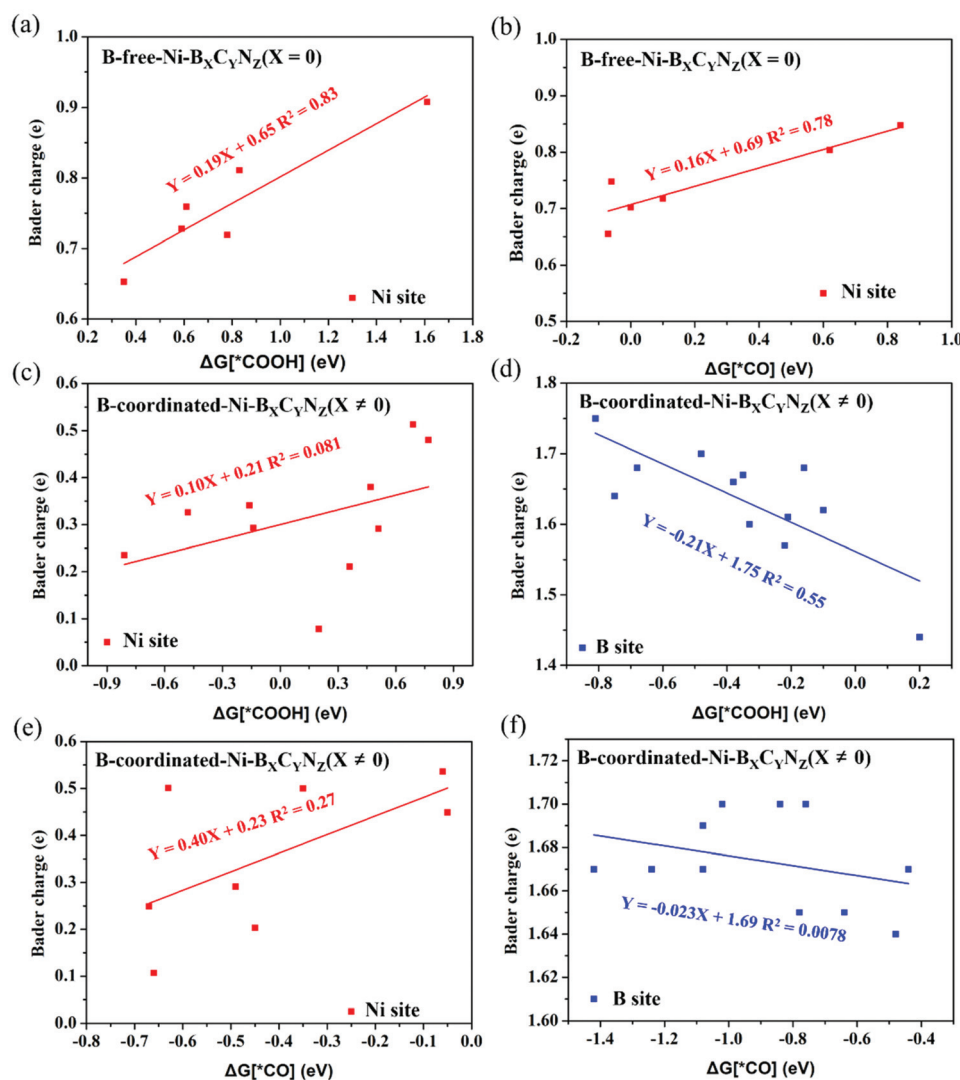 (a)
B-free-Ni-BXCYNZ(X = 0)
Y = 0.19X + 0.65 R² = 0.83
Ni site
Bader charge (e)
1.0
0.9
0.8
0.7
0.6
0.2 0.4 0.6 0.8 1.0 1.2 1.4 1.6 1.8
ΔG[*COOH] (eV)
(b)
B-free-Ni-BXCYNZ(X = 0)
Y = 0.16X + 0.69 R² = 0.78
Ni site
Bader charge (e)
1.0
0.9
0.8
0.7
0.6
0.5
-0.2 0.0 0.2 0.4 0.6 0.8 1.0
ΔG[*CO] (eV)
(c)
B-coordinated-Ni-BXCYNZ(X ≠ 0)
Y = 0.10X + 0.21 R² = 0.081
Ni site
Bader charge (e)
0.6
0.5
0.4
0.3
0.2
0.1
0.0
-0.9 -0.6 -0.3 0.0 0.3 0.6 0.9
ΔG[*COOH] (eV)
(d)
B-coordinated-Ni-BXCYNZ(X ≠ 0)
Y = -0.21X + 1.75 R² = 0.55
B site
Bader charge (e)
1.8
1.7
1.6
1.5
1.4
-0.8 -0.6 -0.4 -0.2 0.0 0.2
ΔG[*COOH] (eV)
(e)
B-coordinated-Ni-BXCYNZ(X ≠ 0)
Y = 0.40X + 0.23 R² = 0.27
Ni site
Bader charge (e)
0.6
0.5
0.4
0.3
0.2
0.1
0.0
-0.8 -0.7 -0.6 -0.5 -0.4 -0.3 -0.2 -0.1 0.0
ΔG[*CO] (eV)
(f)
B-coordinated-Ni-BXCYNZ(X ≠ 0)
Y = -0.023X + 1.69 R² = 0.0078
B site
Bader charge (e)
1.72
1.70
1.68
1.66
1.64
1.62
1.60
-1.4 -1.2 -1.0 -0.8 -0.6 -0.4
ΔG[*CO] (eV)